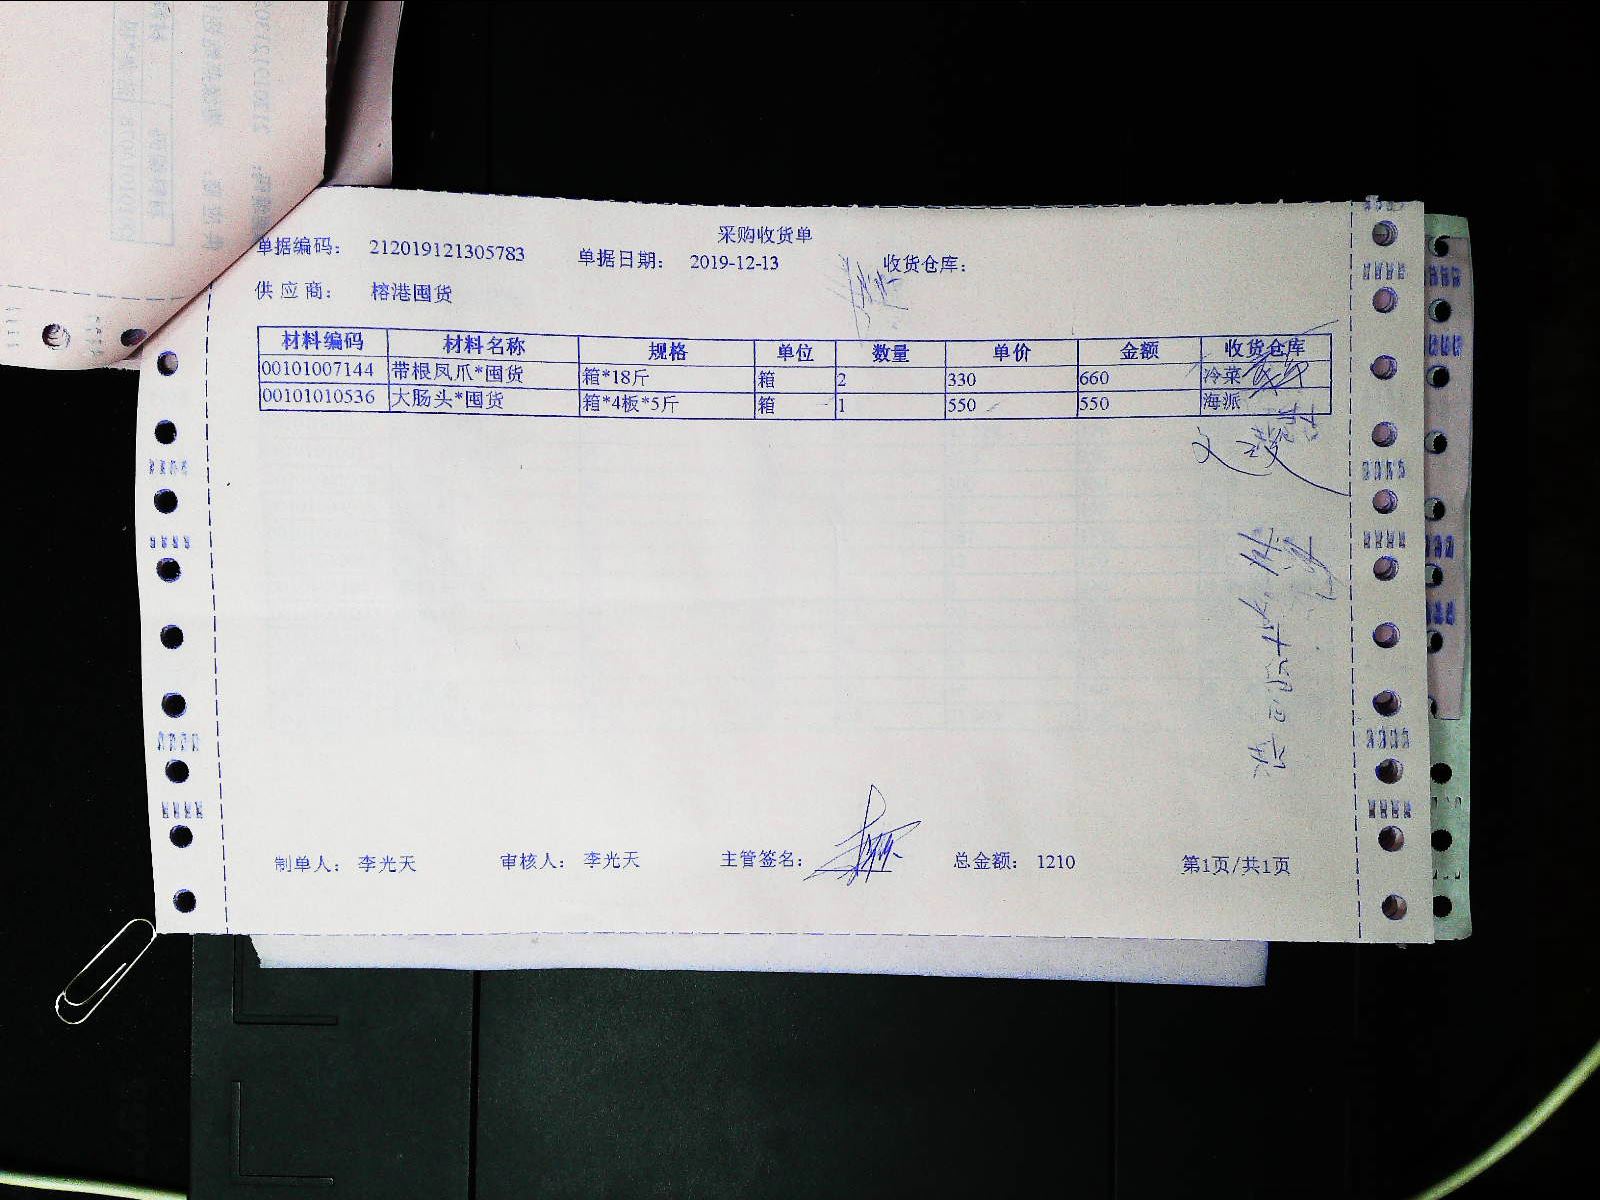 采购收货单
单据编码： 212019121305783 单据日期： 2019-12-13 收货仓库：
供应商： 榕港囤货
材料编码 材料名称 规格 单位 数量 单价 金额 收货仓库
00101007144 带根凤爪*囤货 箱*18斤 箱 2 330 660 冷菜
00101010536 大肠头*囤货 箱*4板*5斤 箱 1 550 550 海派
制单人： 李光天 审核人： 李光天 主管签名： 总金额： 1210 第1页/共1页